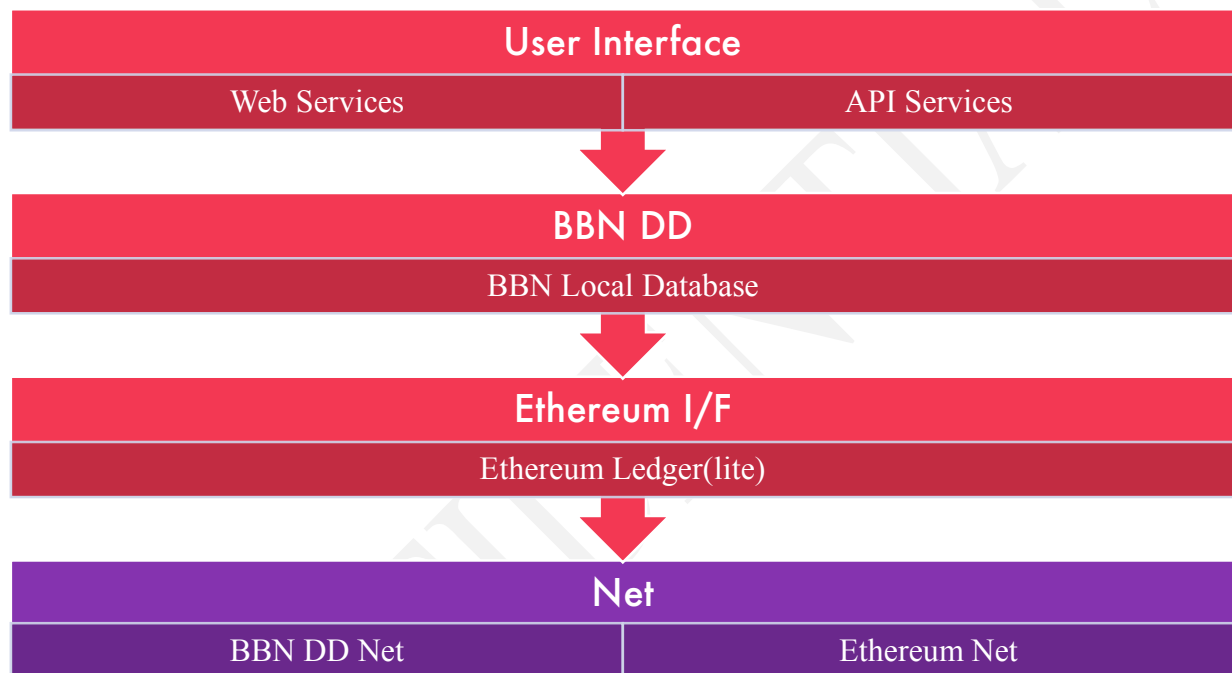 User Interface
Web Services
API Services
BBN DD
BBN Local Database
Ethereum I/F
Ethereum Ledger(lite)
Net
BBN DD Net
Ethereum Net